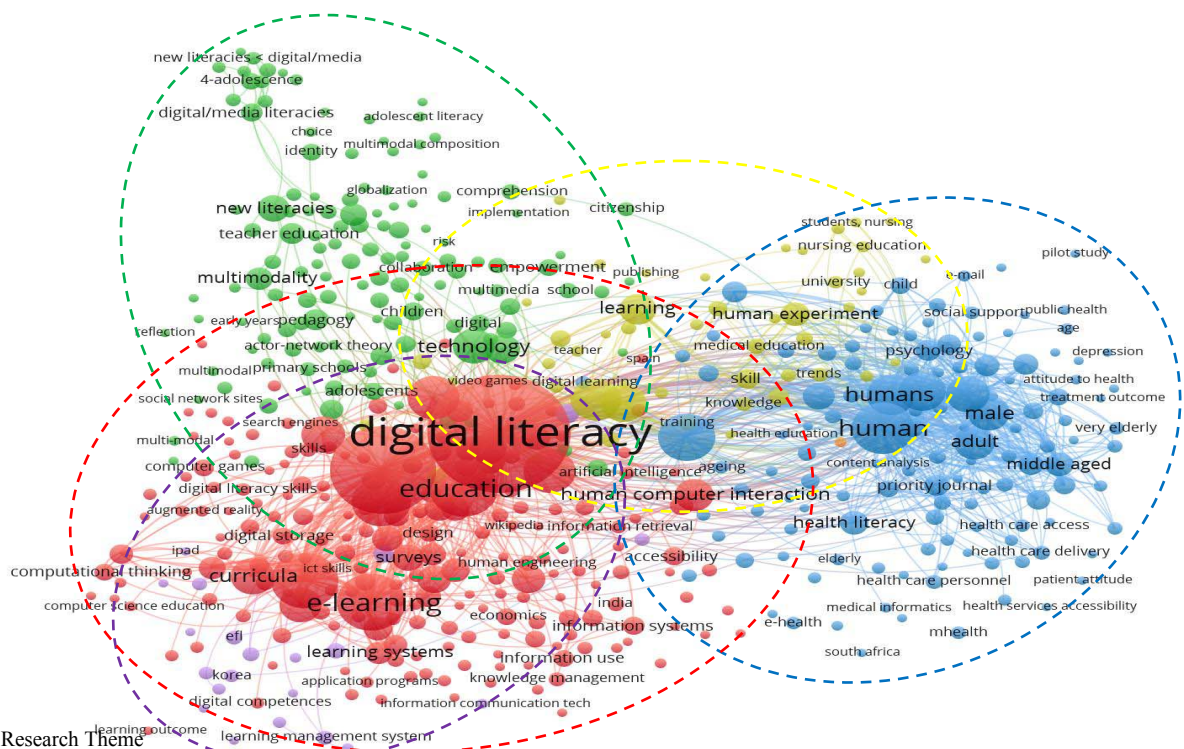 new literacies < digital/media
4-adolescence
digital/media literacies
adolescent literacy
choice
identity
multimodal composition
globalization
comprehension
new literacies
implementation
citizenship
teacher education
students, nursing
risk
nursing education
pilot study
collaboration
empowerment
publishing
e-mail
multimodality
university
child
multimedia
school
learning
children
human experiment
social support
public health
early years
pedagogy
digital
age
reflection
actor-network theory
technology
teacher
medical education
psychology
depression
spain
primary schools
multimodal
video games
digital learning
skill
trends
attitude to health
adolescents
social network sites
humans
treatment outcome
knowledge
male
search engines
training
digital literacy
human
very elderly
health education
adult
multi-modal
skills
content analysis
middle aged
computer games
artificial intelligence
ageing
digital literacy skills
education
human computer interaction
priority journal
augmented reality
wikipedia
information retrieval
health literacy
health care access
digital storage
design
ipad
surveys
human engineering
accessibility
elderly
health care delivery
computational thinking
curricula
ict skills
health care personnel
patient attitude
computer science education
e-learning
india
medical informatics
health services accessibility
economics
information systems
e-health
mhealth
efl
learning systems
information use
south africa
korea
application programs
knowledge management
digital competences
information communication tech
learning outcome
learning management system
Research Theme